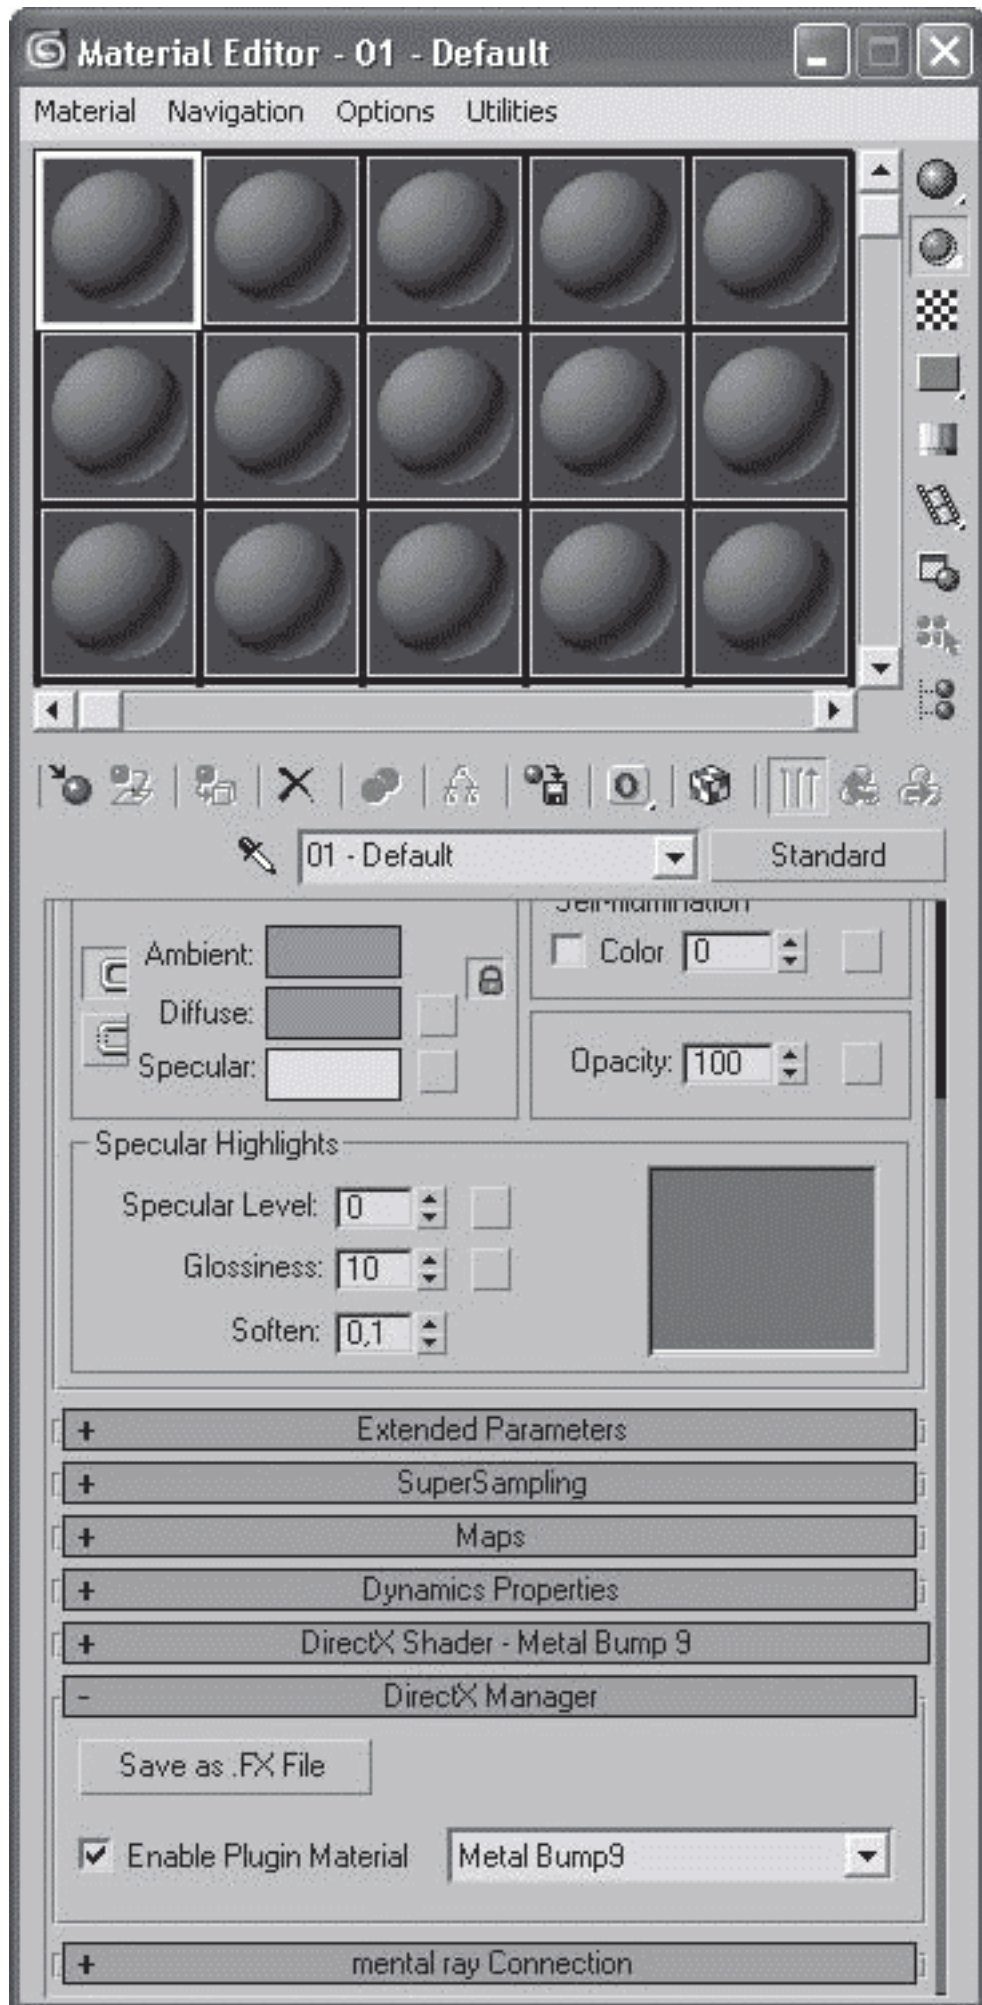 Material Editor - 01 - Default
Material Navigation Options Utilities
01 - Default Standard
Self-Illumination
Ambient: Color 0
Diffuse:
Specular: Opacity: 100
Specular Highlights
Specular Level: 0
Glossiness: 10
Soften: 0,1
+ Extended Parameters
+ SuperSampling
+ Maps
+ Dynamics Properties
+ DirectX Shader - Metal Bump 9
- DirectX Manager
Save as .FX File
Enable Plugin Material Metal Bump9
+ mental ray Connection